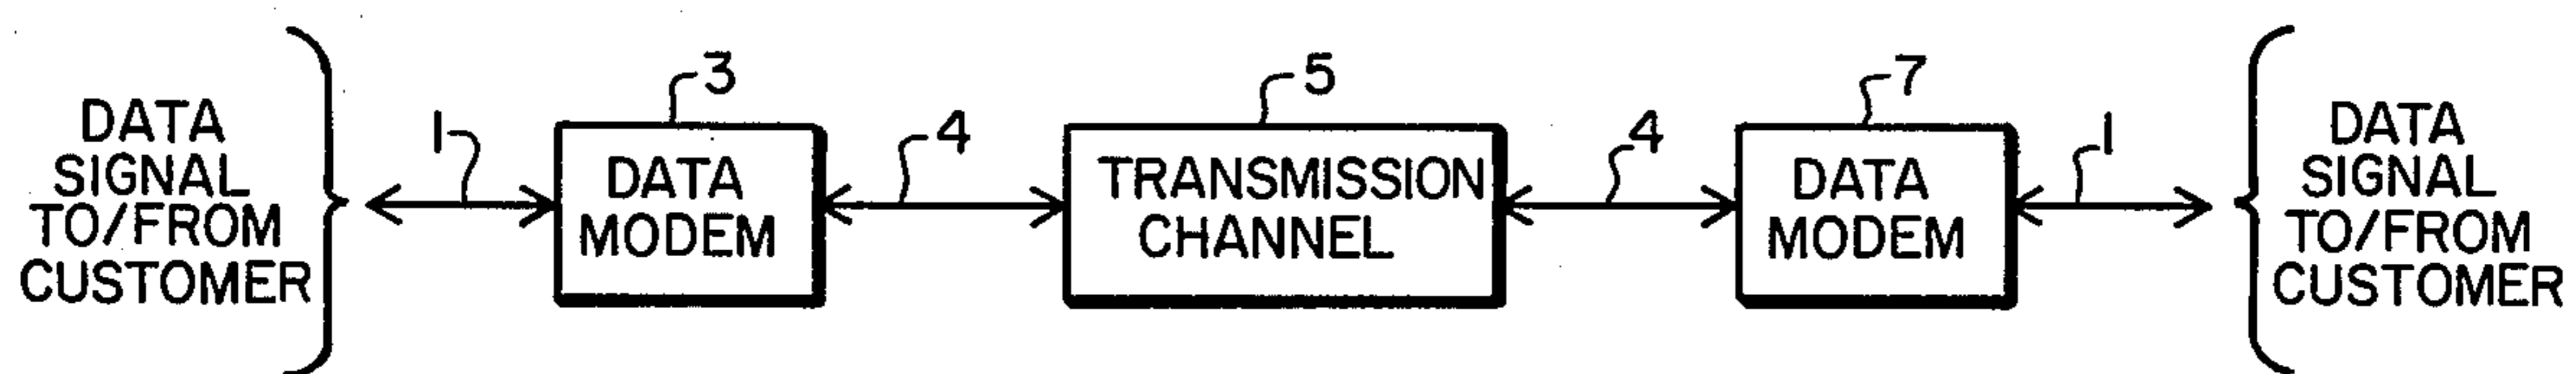 DATA
SIGNAL
TO/FROM
CUSTOMER
1
3
DATA
MODEM
4
5
TRANSMISSION
CHANNEL
4
7
DATA
MODEM
1
DATA
SIGNAL
TO/FROM
CUSTOMER